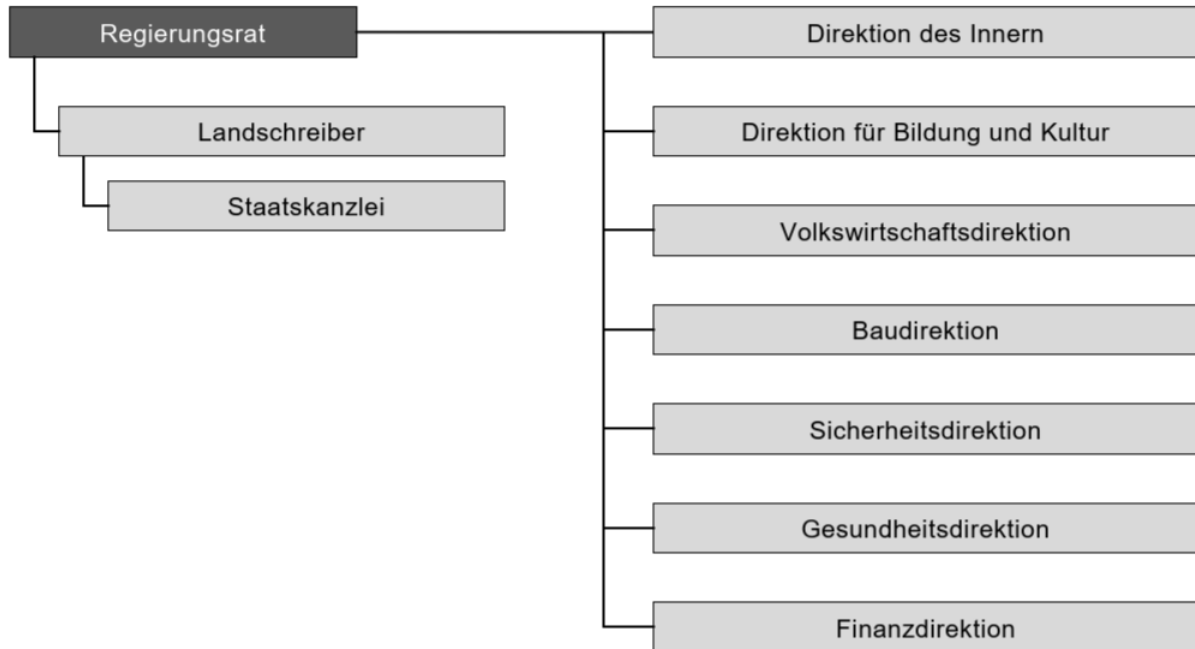 Regierungsrat
Landschreiber
Staatskanzlei
Direktion des Innern
Direktion für Bildung und Kultur
Volkswirtschaftsdirektion
Baudirektion
Sicherheitsdirektion
Gesundheitsdirektion
Finanzdirektion